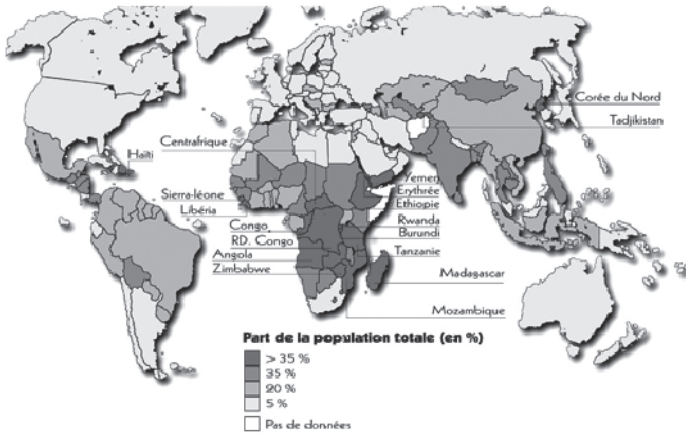 Corée du Nord
Tadjikistan
Centrafrique
Haïti
Yemen
Erythrée
Ethiopie
Sierra-léone
Libéria
Rwanda
Congo
Burundi
RD. Congo
Tanzanie
Angola
Zimbabwe
Madagascar
Mozambique
Part de la population totale (en %)
> 35 %
35 %
20 %
5 %
Pas de données